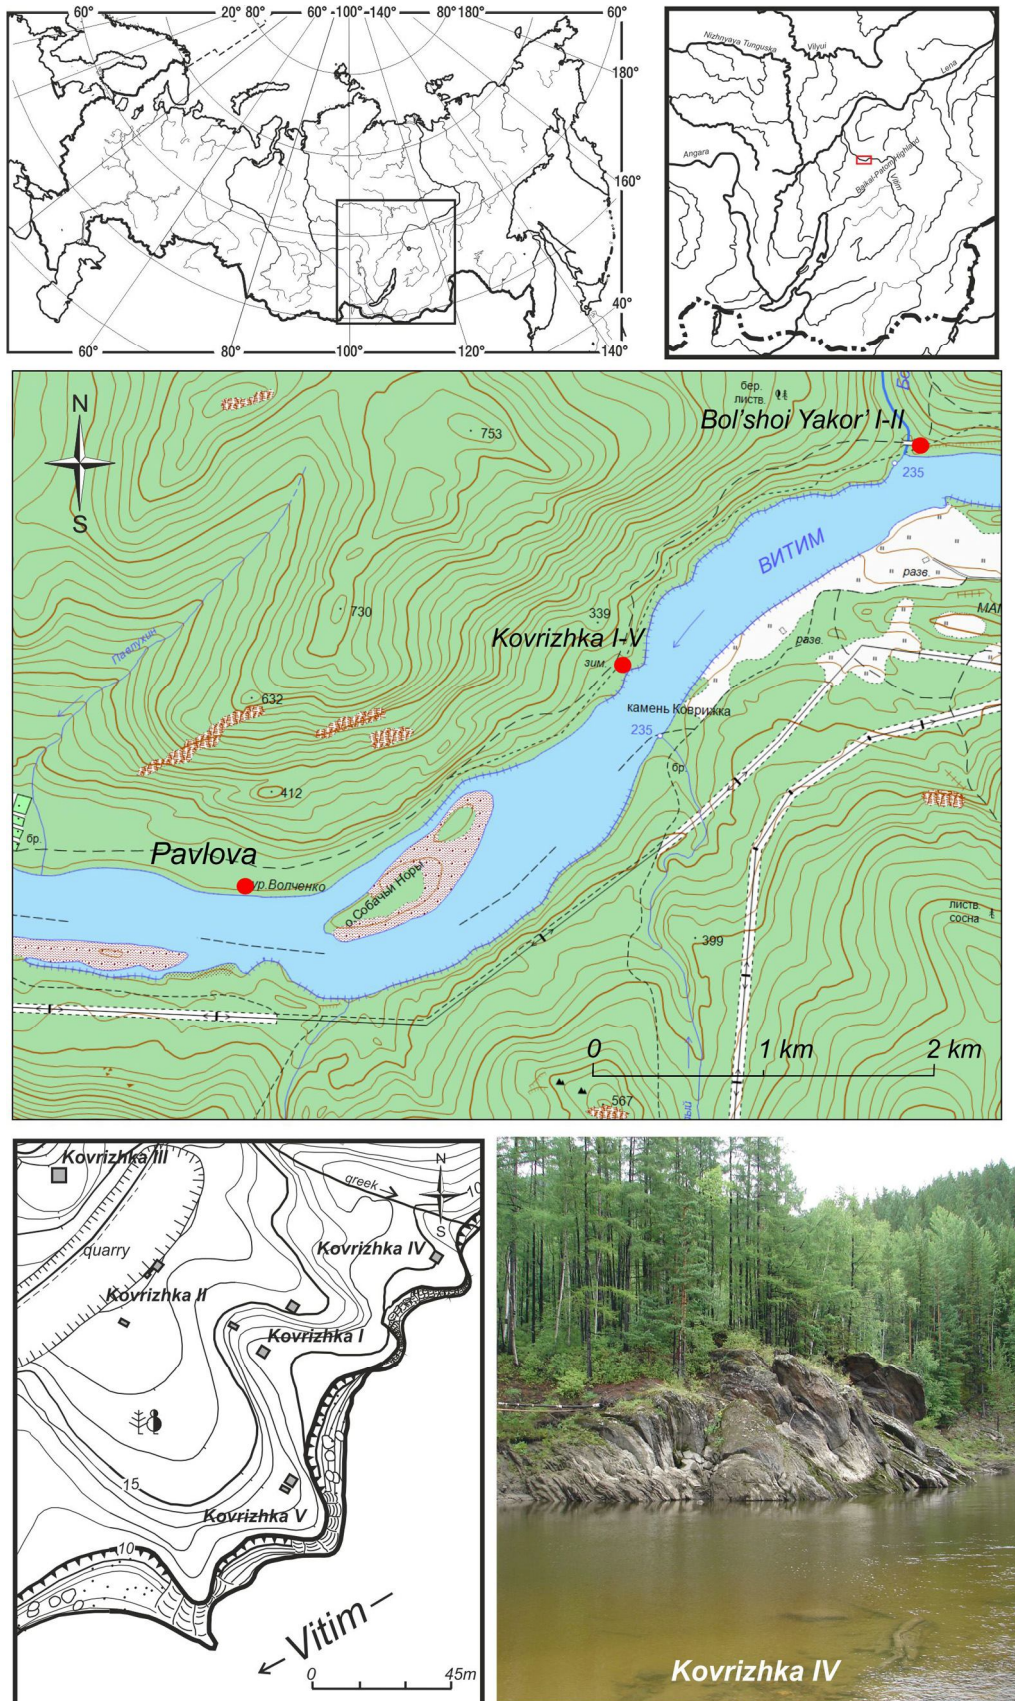 60° 20° 80° 60° 100° 140° 80° 180° 60°
180°
160°
40°
60° 80° 100° 120° 140°
Nizhnyaya Tunguska
Vilyui
Lena
Angara
Baikal-Patom Highland
Vitim
N
S
753
бер.
листв.
Bol'shoi Yakor' I-II
235
ВИТИМ
разв.
730
339
Kovrizhka I-V
зим.
разв.
МАМ
Павлухин
632
камень Коврижка
235
бр.
412
бр.
Pavlova
ур.Волченко
о.Собачьи Норы
листв.
сосна
399
0 1 km 2 km
567
Kovrizhka III
N
S
greek
10
quarry
Kovrizhka IV
Kovrizhka II
Kovrizhka I
15
Kovrizhka V
10
Vitim
0 45m
Kovrizhka IV